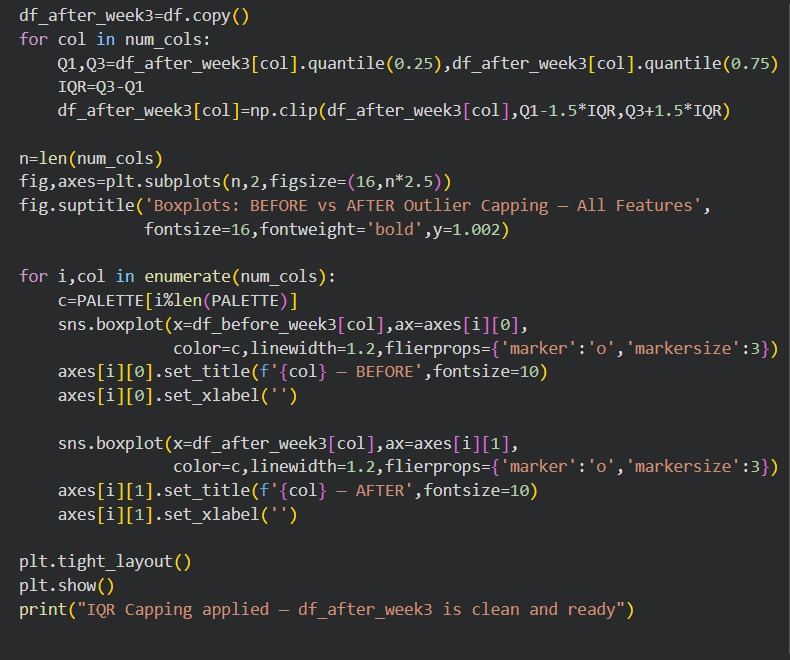 df_after_week3=df.copy()
for col in num_cols:
    Q1,Q3=df_after_week3[col].quantile(0.25),df_after_week3[col].quantile(0.75)
    IQR=Q3-Q1
    df_after_week3[col]=np.clip(df_after_week3[col],Q1-1.5*IQR,Q3+1.5*IQR)

n=len(num_cols)
fig,axes=plt.subplots(n,2,figsize=(16,n*2.5))
fig.suptitle('Boxplots: BEFORE vs AFTER Outlier Capping — All Features',
             fontsize=16,fontweight='bold',y=1.002)

for i,col in enumerate(num_cols):
    c=PALETTE[i%len(PALETTE)]
    sns.boxplot(x=df_before_week3[col],ax=axes[i][0],
                color=c,linewidth=1.2,flierprops={'marker':'o','markersize':3})
    axes[i][0].set_title(f'{col} — BEFORE',fontsize=10)
    axes[i][0].set_xlabel('')

    sns.boxplot(x=df_after_week3[col],ax=axes[i][1],
                color=c,linewidth=1.2,flierprops={'marker':'o','markersize':3})
    axes[i][1].set_title(f'{col} — AFTER',fontsize=10)
    axes[i][1].set_xlabel('')

plt.tight_layout()
plt.show()
print("IQR Capping applied — df_after_week3 is clean and ready")